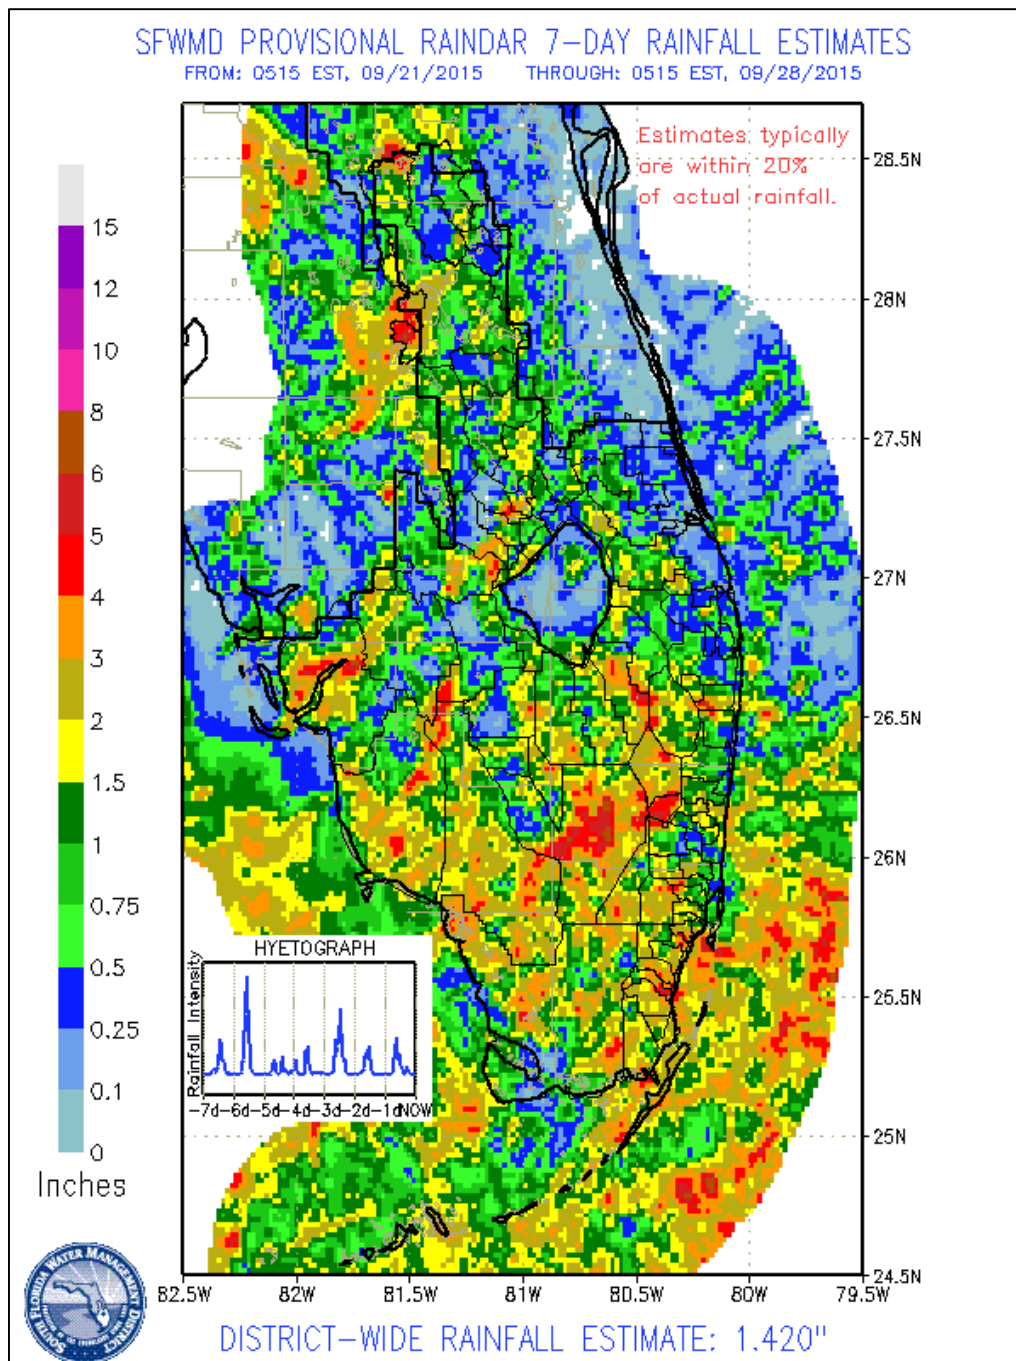 SFWMD PROVISIONAL RAINDAR 7-DAY RAINFALL ESTIMATES
FROM: 0515 EST, 09/21/2015 THROUGH: 0515 EST, 09/28/2015
Estimates typically
are within 20%
of actual rainfall.
15
12
10
8
6
5
4
3
2
1.5
1
0.75
0.5
0.25
0.1
0
Inches
28.5N
28N
27.5N
27N
26.5N
26N
25.5N
25N
24.5N
HYETOGRAPH
Rainfall Intensity
-7d-6d-5d-4d-3d-2d-1dNOW
82.5W 82W 81.5W 81W 80.5W 80W 79.5W
SOUTH FLORIDA WATER MANAGEMENT DISTRICT
DISTRICT-WIDE RAINFALL ESTIMATE: 1.420"